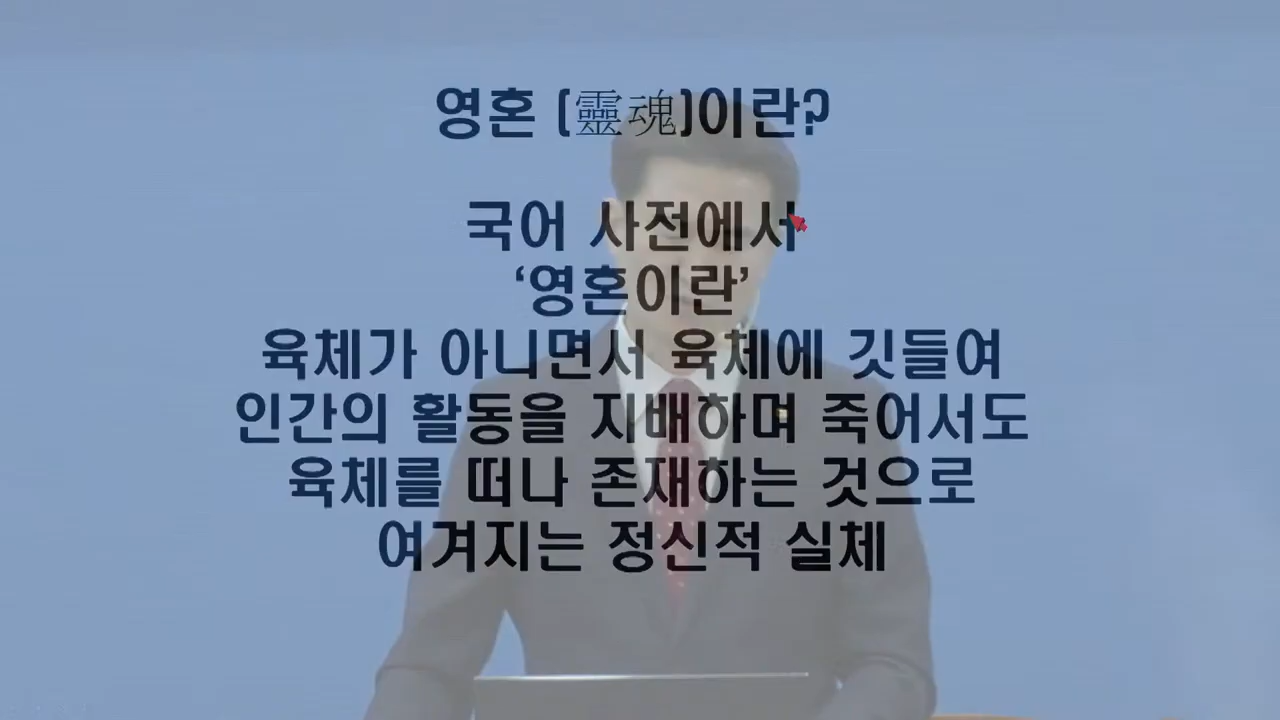 영혼 (靈魂)이란?
국어 사전에서
‘영혼이란’
육체가 아니면서 육체에 깃들여
인간의 활동을 지배하며 죽어서도
육체를 떠나 존재하는 것으로
여겨지는 정신적 실체